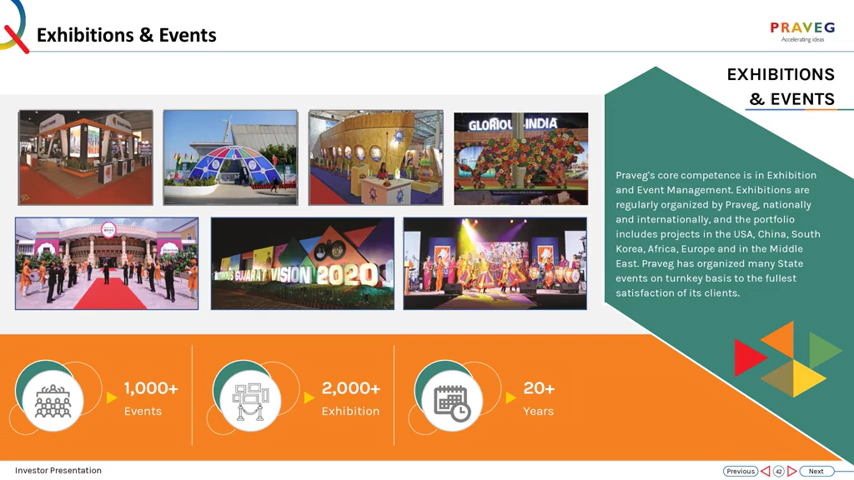 Exhibitions & Events
PRAVEG
Accelerating ideas
EXHIBITIONS
& EVENTS
GLORIOUS INDIA
GUJARAT VISION 2020
Praveg's core competence is in Exhibition
and Event Management. Exhibitions are
regularly organized by Praveg, nationally
and internationally, and the portfolio
includes projects in the USA, China, South
Korea, Africa, Europe and in the Middle
East. Praveg has organized many State
events on turnkey basis to the fullest
satisfaction of its clients.
1,000+
Events
2,000+
Exhibition
20+
Years
Investor Presentation
Previous
42
Next